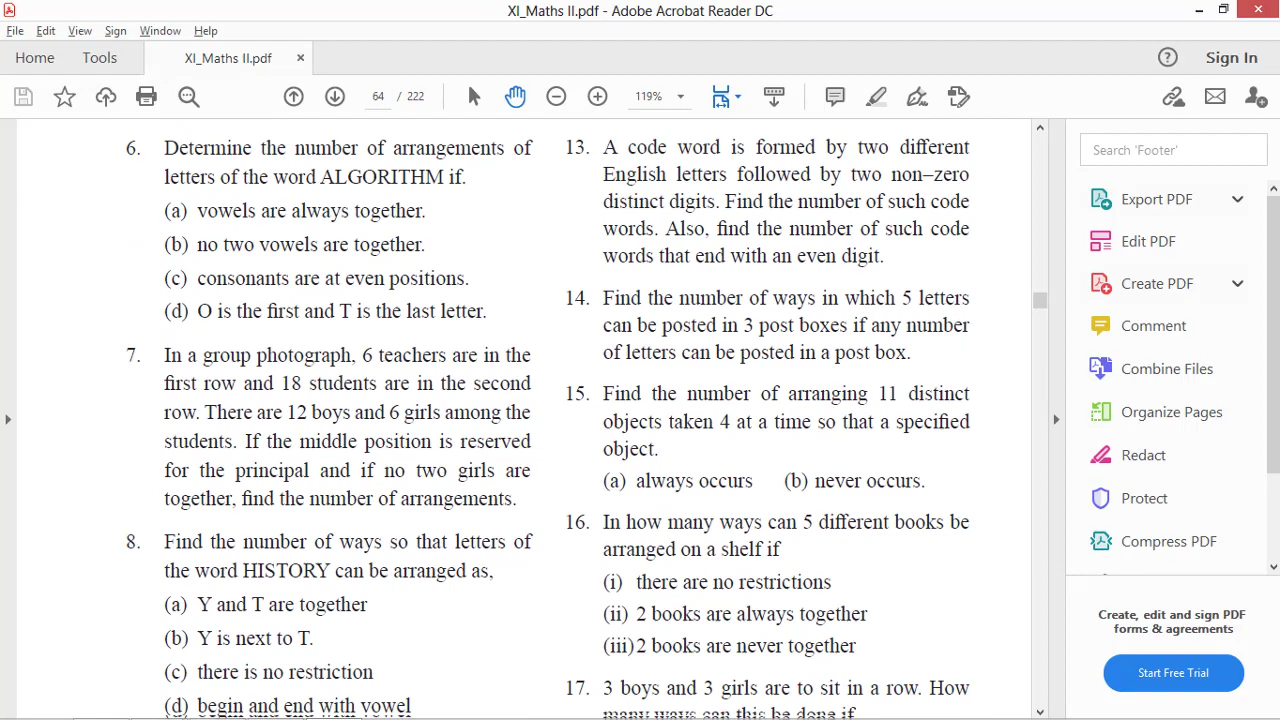 XI_Maths II.pdf - Adobe Acrobat Reader DC
File Edit View Sign Window Help
Home Tools XI_Maths II.pdf × ? Sign In
64 / 222 119%
6. Determine the number of arrangements of
letters of the word ALGORITHM if.
(a) vowels are always together.
(b) no two vowels are together.
(c) consonants are at even positions.
(d) O is the first and T is the last letter.
7. In a group photograph, 6 teachers are in the
first row and 18 students are in the second
row. There are 12 boys and 6 girls among the
students. If the middle position is reserved
for the principal and if no two girls are
together, find the number of arrangements.
8. Find the number of ways so that letters of
the word HISTORY can be arranged as,
(a) Y and T are together
(b) Y is next to T.
(c) there is no restriction
(d) begin and end with vowel
13. A code word is formed by two different
English letters followed by two non–zero
distinct digits. Find the number of such code
words. Also, find the number of such code
words that end with an even digit.
14. Find the number of ways in which 5 letters
can be posted in 3 post boxes if any number
of letters can be posted in a post box.
15. Find the number of arranging 11 distinct
objects taken 4 at a time so that a specified
object.
(a) always occurs (b) never occurs.
16. In how many ways can 5 different books be
arranged on a shelf if
(i) there are no restrictions
(ii) 2 books are always together
(iii) 2 books are never together
17. 3 boys and 3 girls are to sit in a row. How
many ways can this be done if
Search 'Footer'
Export PDF
Edit PDF
Create PDF
Comment
Combine Files
Organize Pages
Redact
Protect
Compress PDF
Create, edit and sign PDF
forms & agreements
Start Free Trial